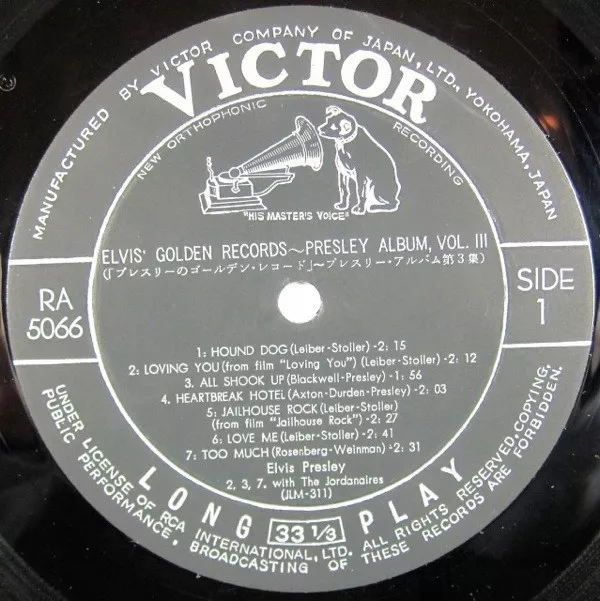 MANUFACTURED BY VICTOR COMPANY OF JAPAN, LTD., YOKOHAMA, JAPAN
VICTOR
NEW ORTHOPHONIC RECORDING
"HIS MASTER'S VOICE"
ELVIS' GOLDEN RECORDS~PRESLEY ALBUM, VOL. III
(「プレスリーのゴールデン・レコード」~プレスリー・アルバム第3集)
RA
5066
SIDE
1
1: HOUND DOG (Leiber-Stoller) -2: 15
2: LOVING YOU (from film "Loving You") (Leiber-Stoller) -2: 12
3. ALL SHOOK UP (Blackwell-Presley) -1: 56
4. HEARTBREAK HOTEL (Axton-Durden-Presley) -2: 03
5: JAILHOUSE ROCK (Leiber-Stoller)
(from film "Jailhouse Rock") -2: 27
6: LOVE ME (Leiber-Stoller) -2: 41
7: TOO MUCH (Rosenberg-Weinman) -2: 31
Elvis Presley
2, 3, 7. with The Jordanaires
(JLM-311)
LONG 33 1/3 PLAY
UNDER LICENSE OF RCA INTERNATIONAL, LTD. ALL RIGHTS RESERVED. COPYING,
PUBLIC PERFORMANCE, BROADCASTING OF THESE RECORDS ARE FORBIDDEN.